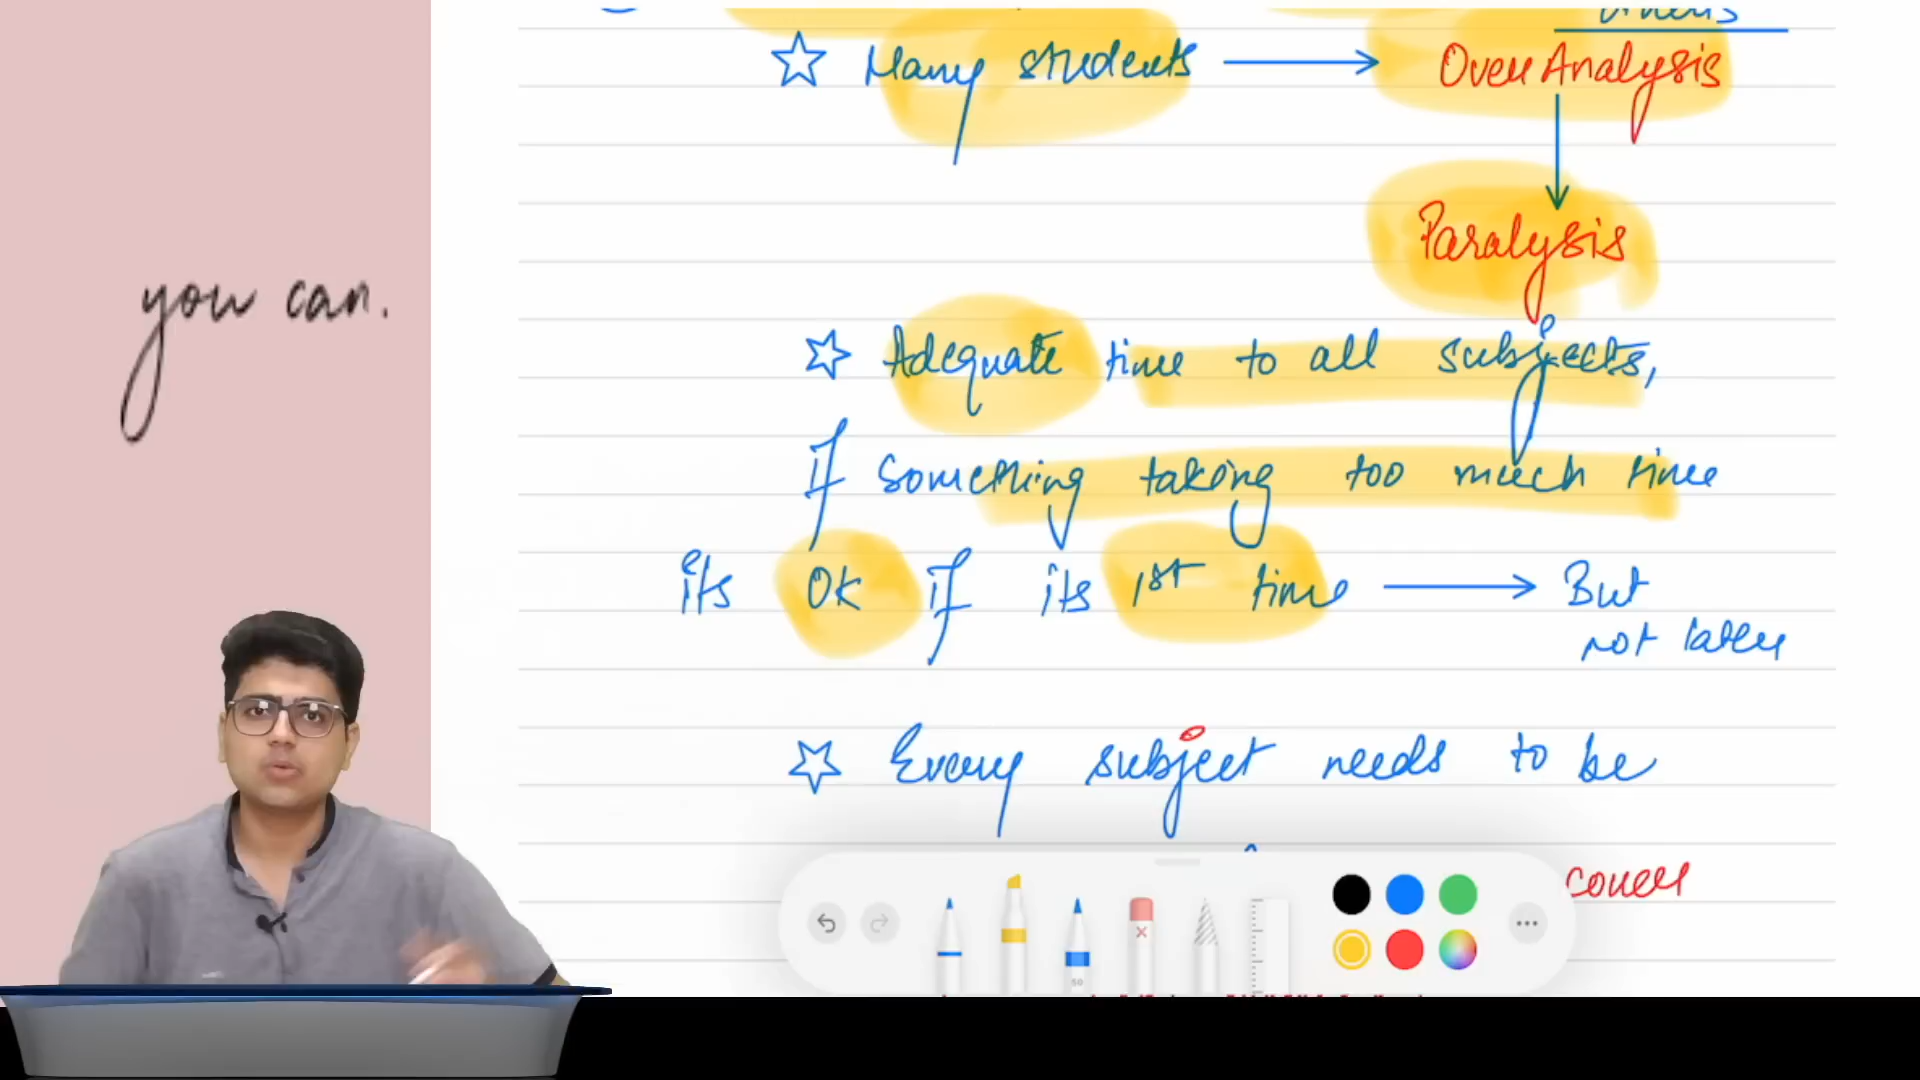 you can.
☆ Many students → Over Analysis
Paralysis
☆ Adequate time to all subjects,
If Something taking too much time
its Ok if its 1st time → But
not later
☆ Every subject needs to be
cover
50